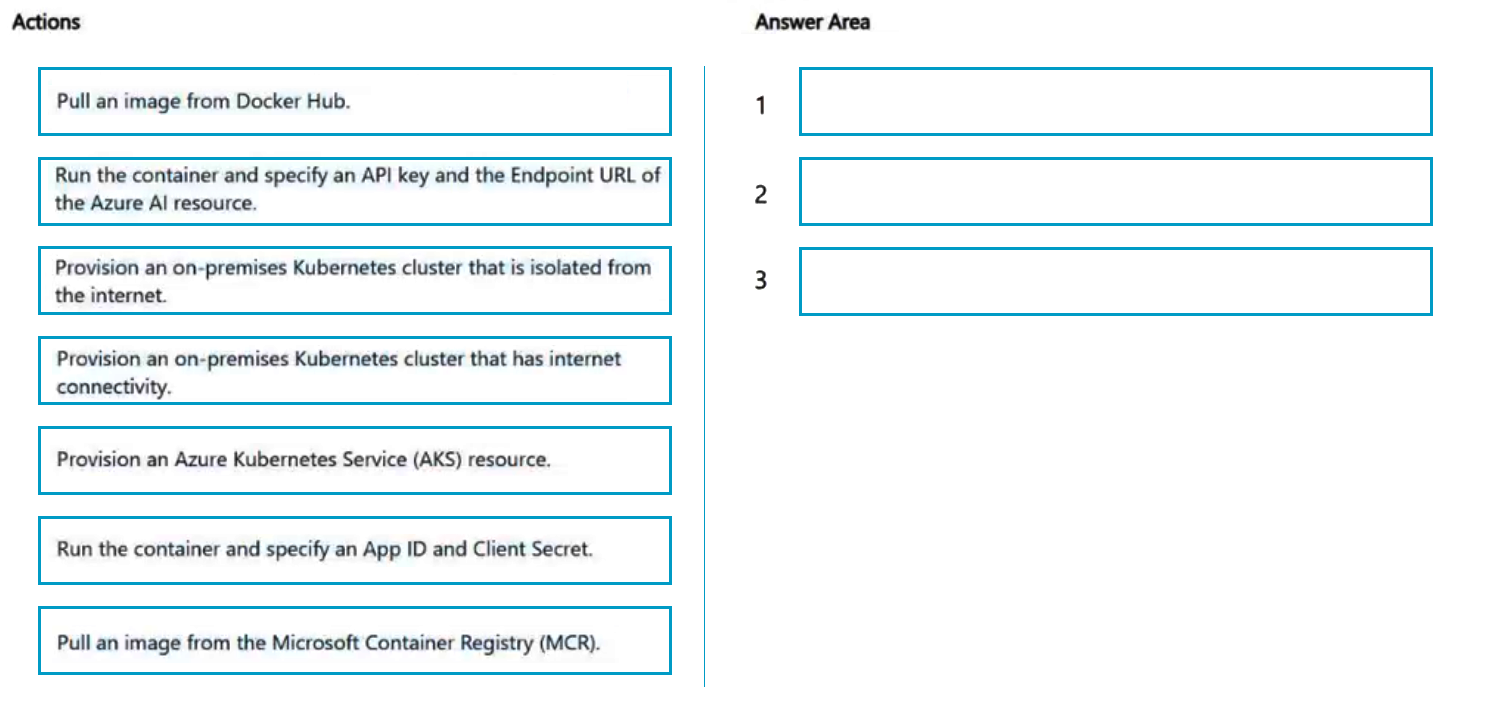 Actions
Pull an image from Docker Hub.
Run the container and specify an API key and the Endpoint URL of
the Azure AI resource.
Provision an on-premises Kubernetes cluster that is isolated from
the internet.
Provision an on-premises Kubernetes cluster that has internet
connectivity.
Provision an Azure Kubernetes Service (AKS) resource.
Run the container and specify an App ID and Client Secret.
Pull an image from the Microsoft Container Registry (MCR).
Answer Area
1
2
3